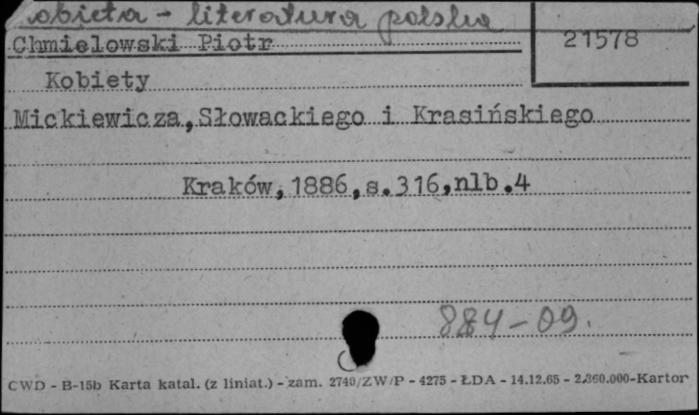 Kobieta - literatura polska
Chmielowski Piotr
21578
Kobiety
Mickiewicza, Słowackiego i Krasińskiego
Kraków, 1886, s. 316, nlb. 4
884-09.
CWD - B-15b Karta katal. (z liniat.) - zam. 2740/ZW/P - 4275 - ŁDA - 14.12.65 - 2.360.000-Karton